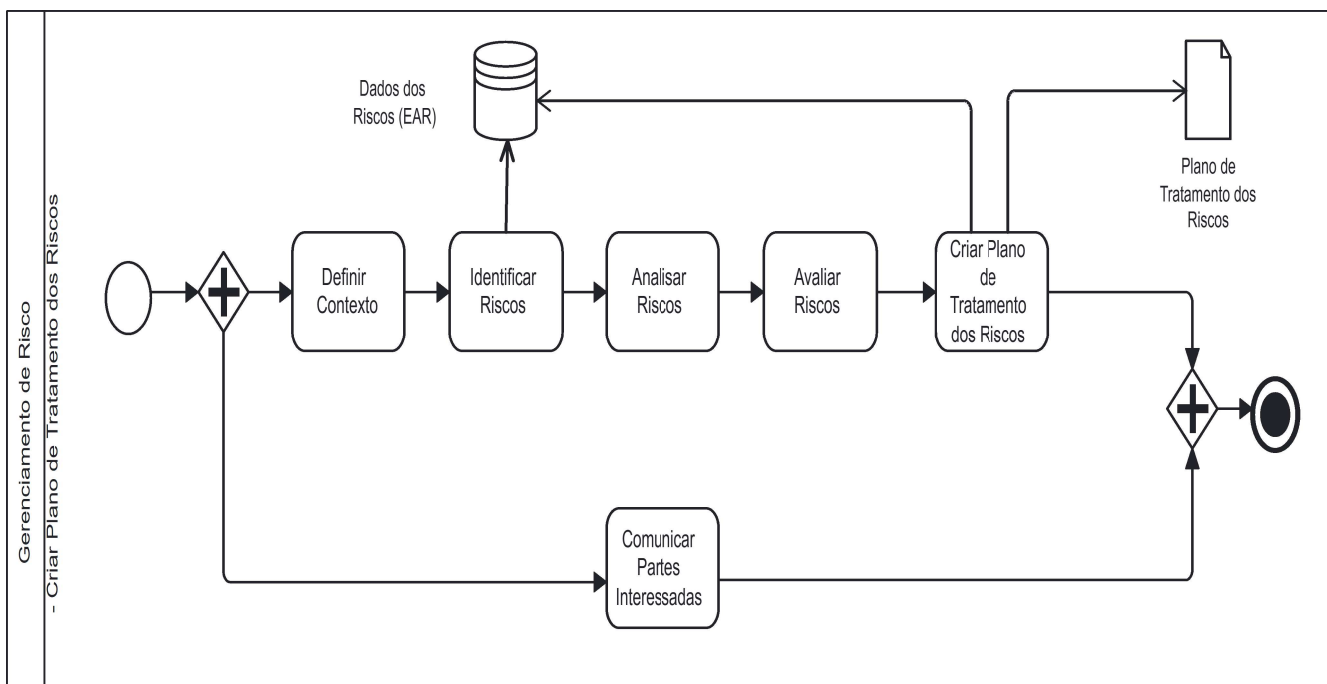 Gerenciamento de Risco
- Criar Plano de Tratamento dos Riscos
Dados dos
Riscos (EAR)
Plano de
Tratamento dos
Riscos
Definir
Contexto
Identificar
Riscos
Analisar
Riscos
Avaliar
Riscos
Criar Plano
de
Tratamento
dos Riscos
Comunicar
Partes
Interessadas